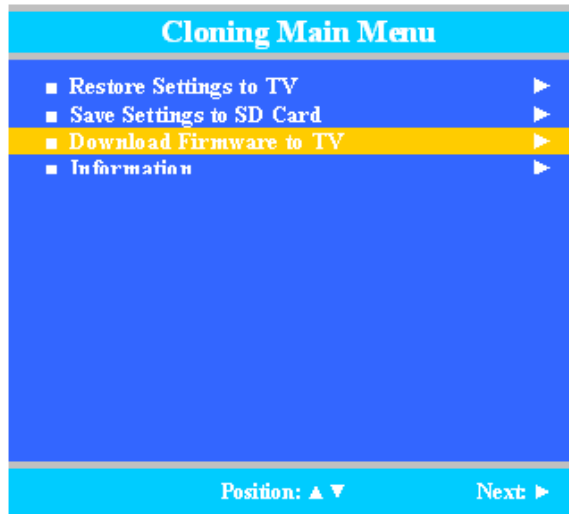 Cloning Main Menu
■ Restore Settings to TV ►
■ Save Settings to SD Card ►
■ Download Firmware to TV ►
■ Information ►
Position: ▲ ▼ Next: ►